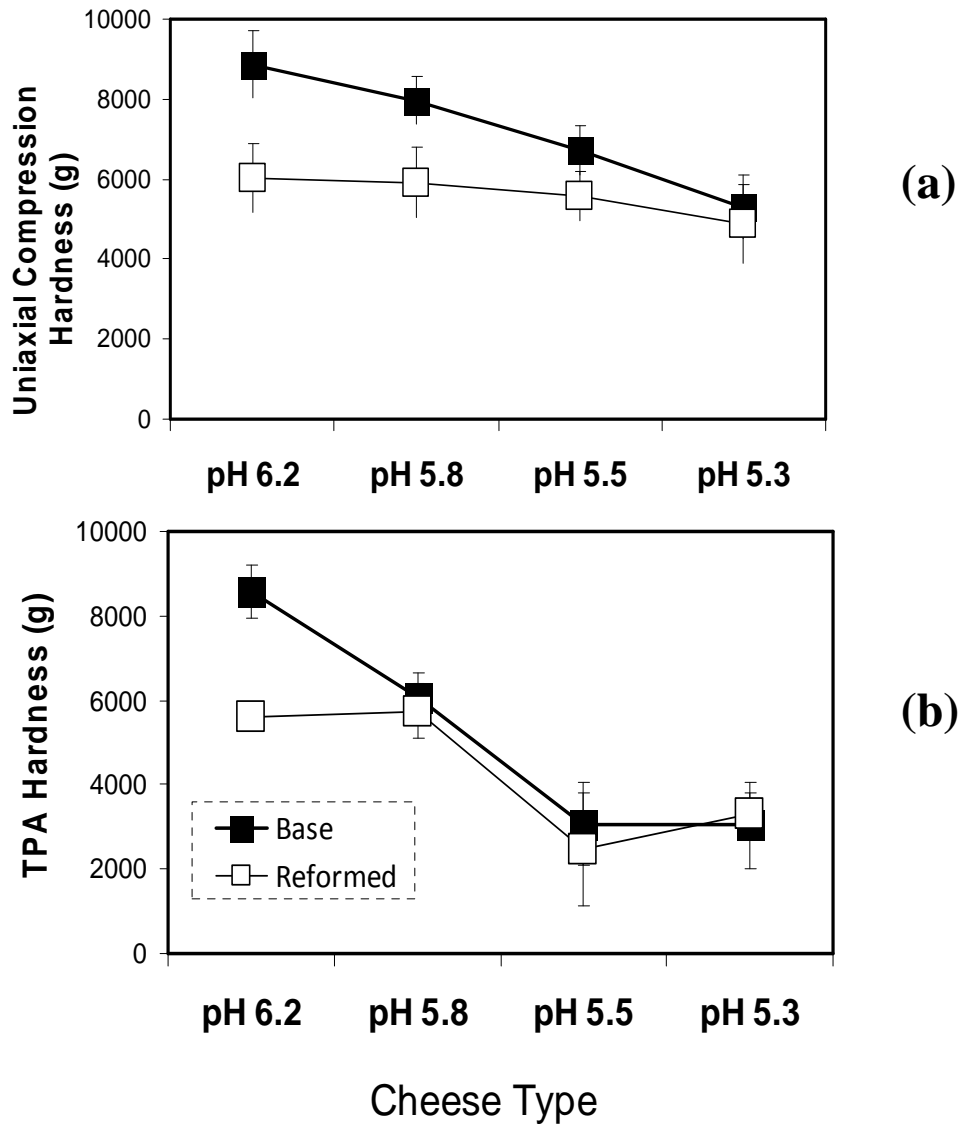 10000
8000
6000
4000
2000
0
Uniaxial Compression
Hardness (g)
(a)
pH 6.2 pH 5.8 pH 5.5 pH 5.3
10000
8000
6000
4000
2000
0
TPA Hardness (g)
(b)
Base
Reformed
pH 6.2 pH 5.8 pH 5.5 pH 5.3
Cheese Type